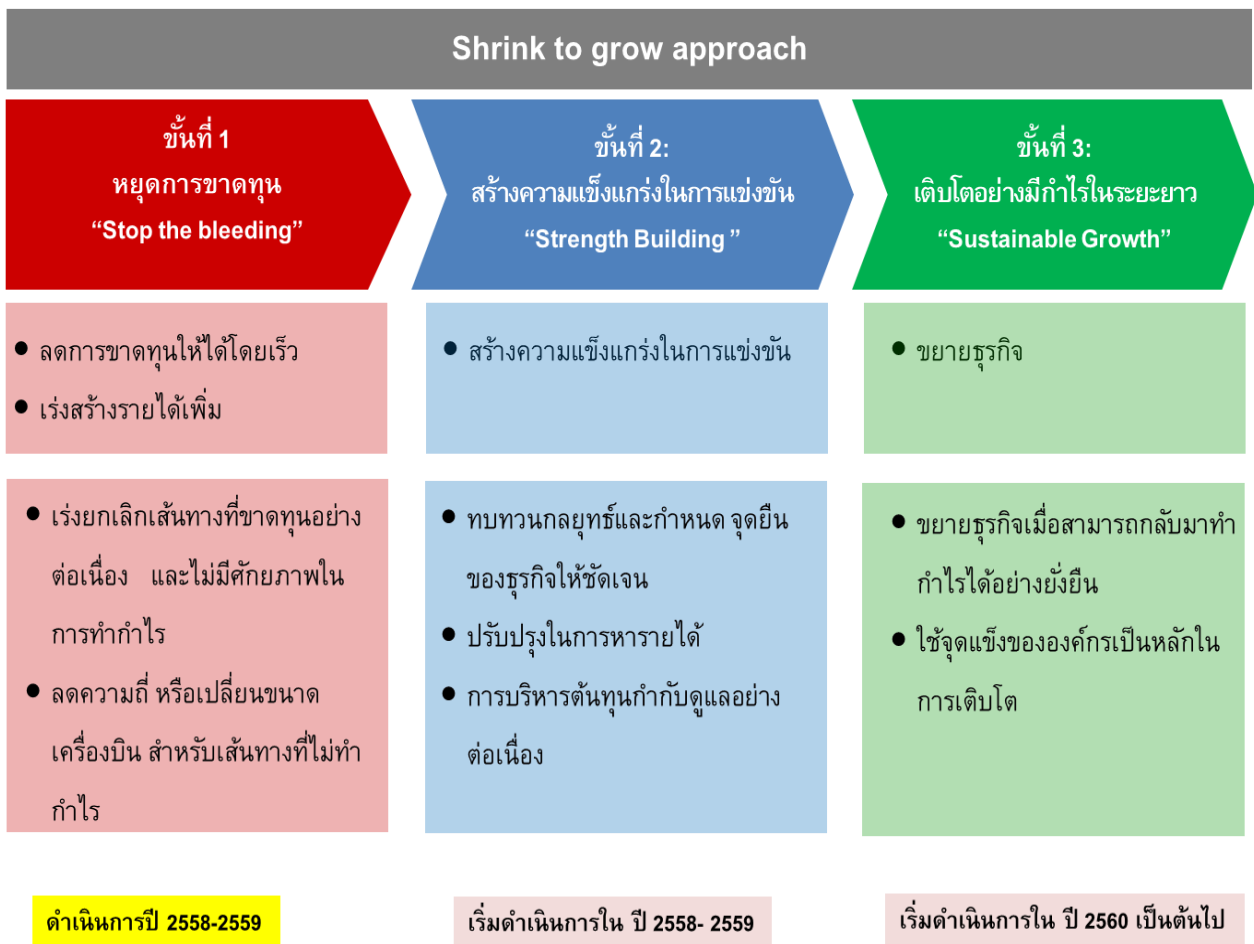 Shrink to grow approach
ขั้นที่ 1
หยุดการขาดทุน
“Stop the bleeding”
ขั้นที่ 2:
สร้างความแข็งแกร่งในการแข่งขัน
“Strength Building ”
ขั้นที่ 3:
เติบโตอย่างมีกำไรในระยะยาว
“Sustainable Growth”
● ลดการขาดทุนให้ได้โดยเร็ว
● เร่งสร้างรายได้เพิ่ม
● สร้างความแข็งแกร่งในการแข่งขัน
● ขยายธุรกิจ
● เร่งยกเลิกเส้นทางที่ขาดทุนอย่าง
ต่อเนื่อง และไม่มีศักยภาพใน
การทำกำไร
● ลดความถี่ หรือเปลี่ยนขนาด
เครื่องบิน สำหรับเส้นทางที่ไม่ทำ
กำไร
● ทบทวนกลยุทธ์และกำหนด จุดยืน
ของธุรกิจให้ชัดเจน
● ปรับปรุงในการหารายได้
● การบริหารต้นทุนกำกับดูแลอย่าง
ต่อเนื่อง
● ขยายธุรกิจเมื่อสามารถกลับมาทำ
กำไรได้อย่างยั่งยืน
● ใช้จุดแข็งขององค์กรเป็นหลักใน
การเติบโต
ดำเนินการปี 2558-2559
เริ่มดำเนินการใน ปี 2558- 2559
เริ่มดำเนินการใน ปี 2560 เป็นต้นไป